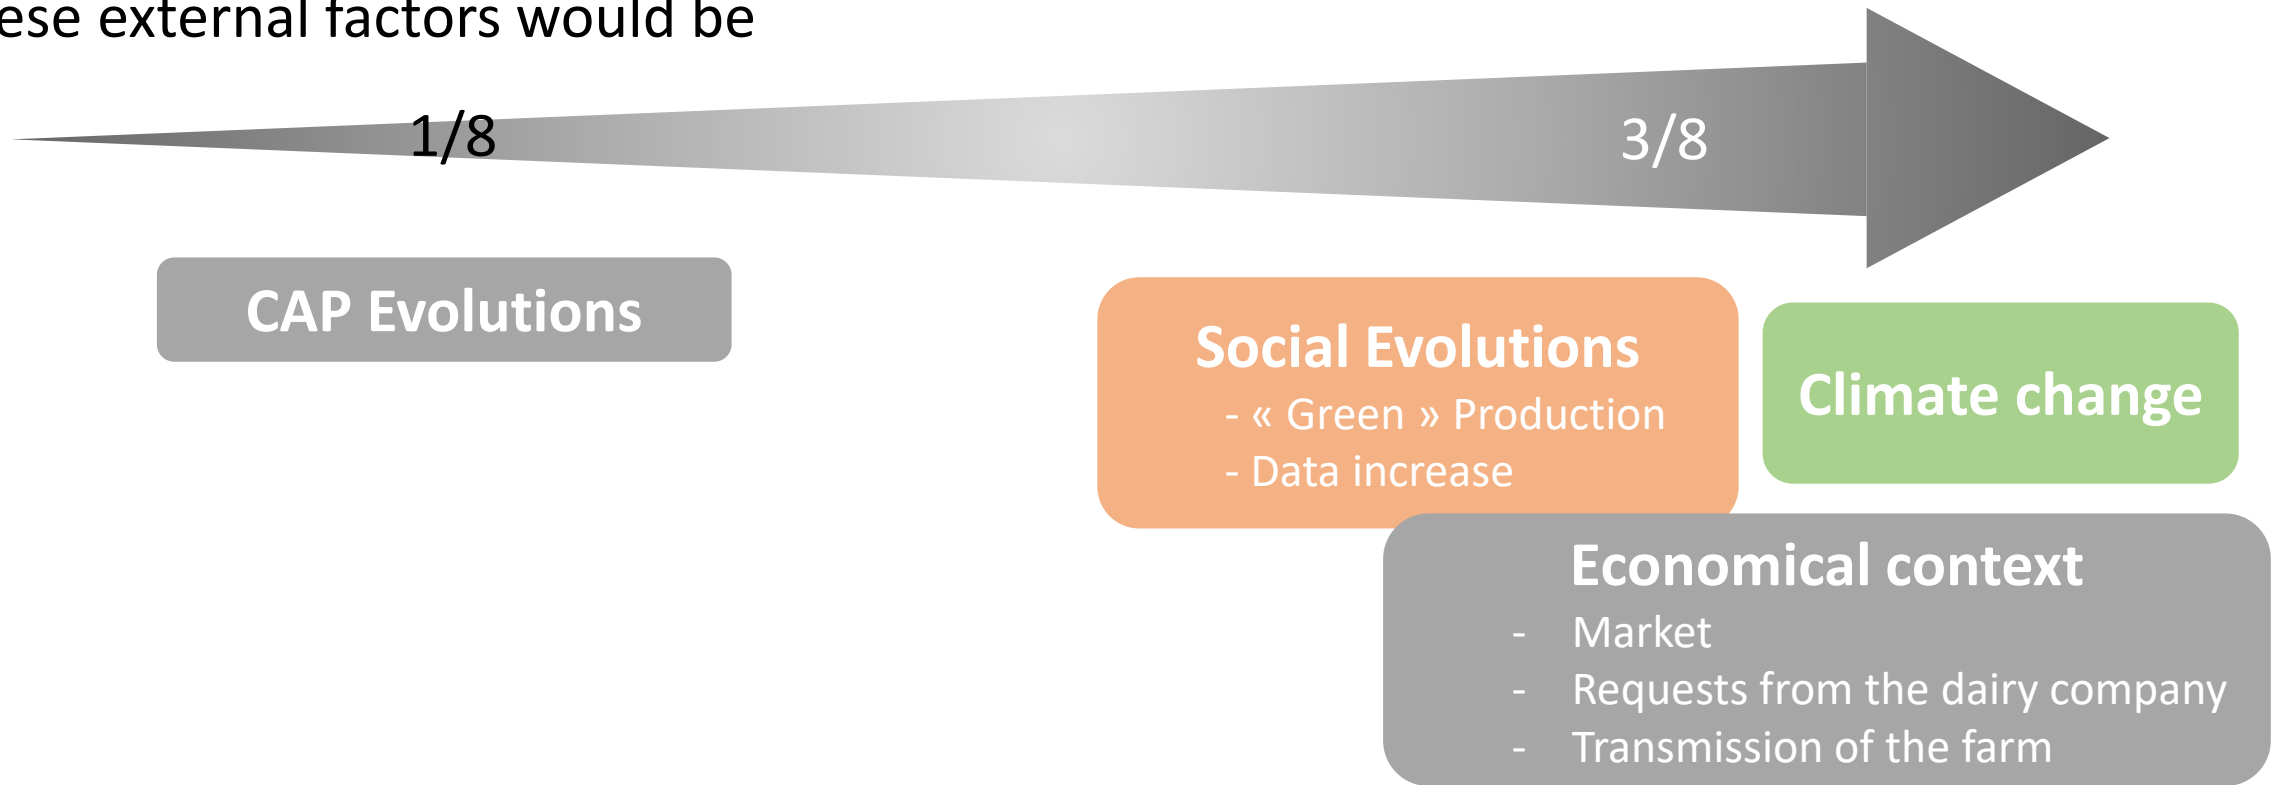 external factors would be
1/8
3/8
CAP Evolutions
Social Evolutions
- « Green » Production
- Data increase
Climate change
Economical context
- Market
- Requests from the dairy company
- Transmission of the farm